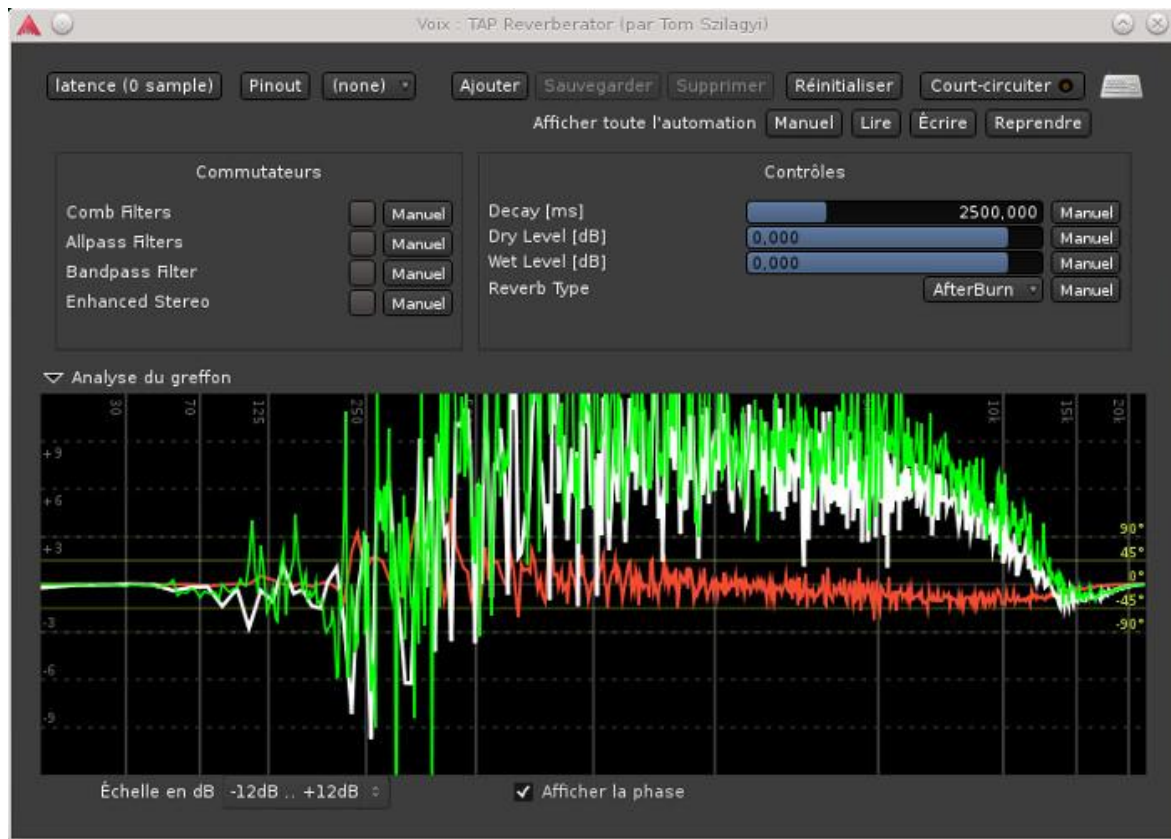 Voix : TAP Reverberator (par Tom Szilagyi)
latence (0 sample) Pinout (none) Ajouter Sauvegarder Supprimer Réinitialiser Court-circuiter
Afficher toute l'automation Manuel Lire Écrire Reprendre
Commutateurs
Comb Filters Manuel
Allpass Filters Manuel
Bandpass Filter Manuel
Enhanced Stereo Manuel
Contrôles
Decay [ms] 2500,000 Manuel
Dry Level [dB] 0,000 Manuel
Wet Level [dB] 0,000 Manuel
Reverb Type AfterBurn Manuel
Analyse du greffon
30 70 125 250 10k 15k 20k
+9
+6
+3
-3
-6
-9
90°
45°
0°
-45°
-90°
Échelle en dB -12dB .. +12dB Afficher la phase